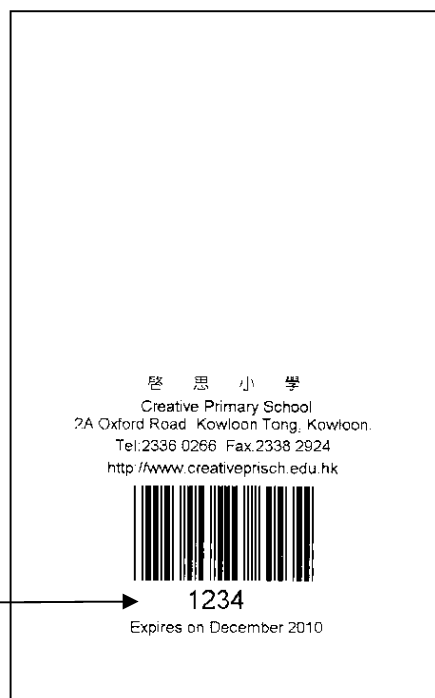 啓思小學
Creative Primary School
2A Oxford Road Kowloon Tong, Kowloon.
Tel:2336 0266 Fax.2338 2924
http://www.creativeprisch.edu.hk
1234
Expires on December 2010